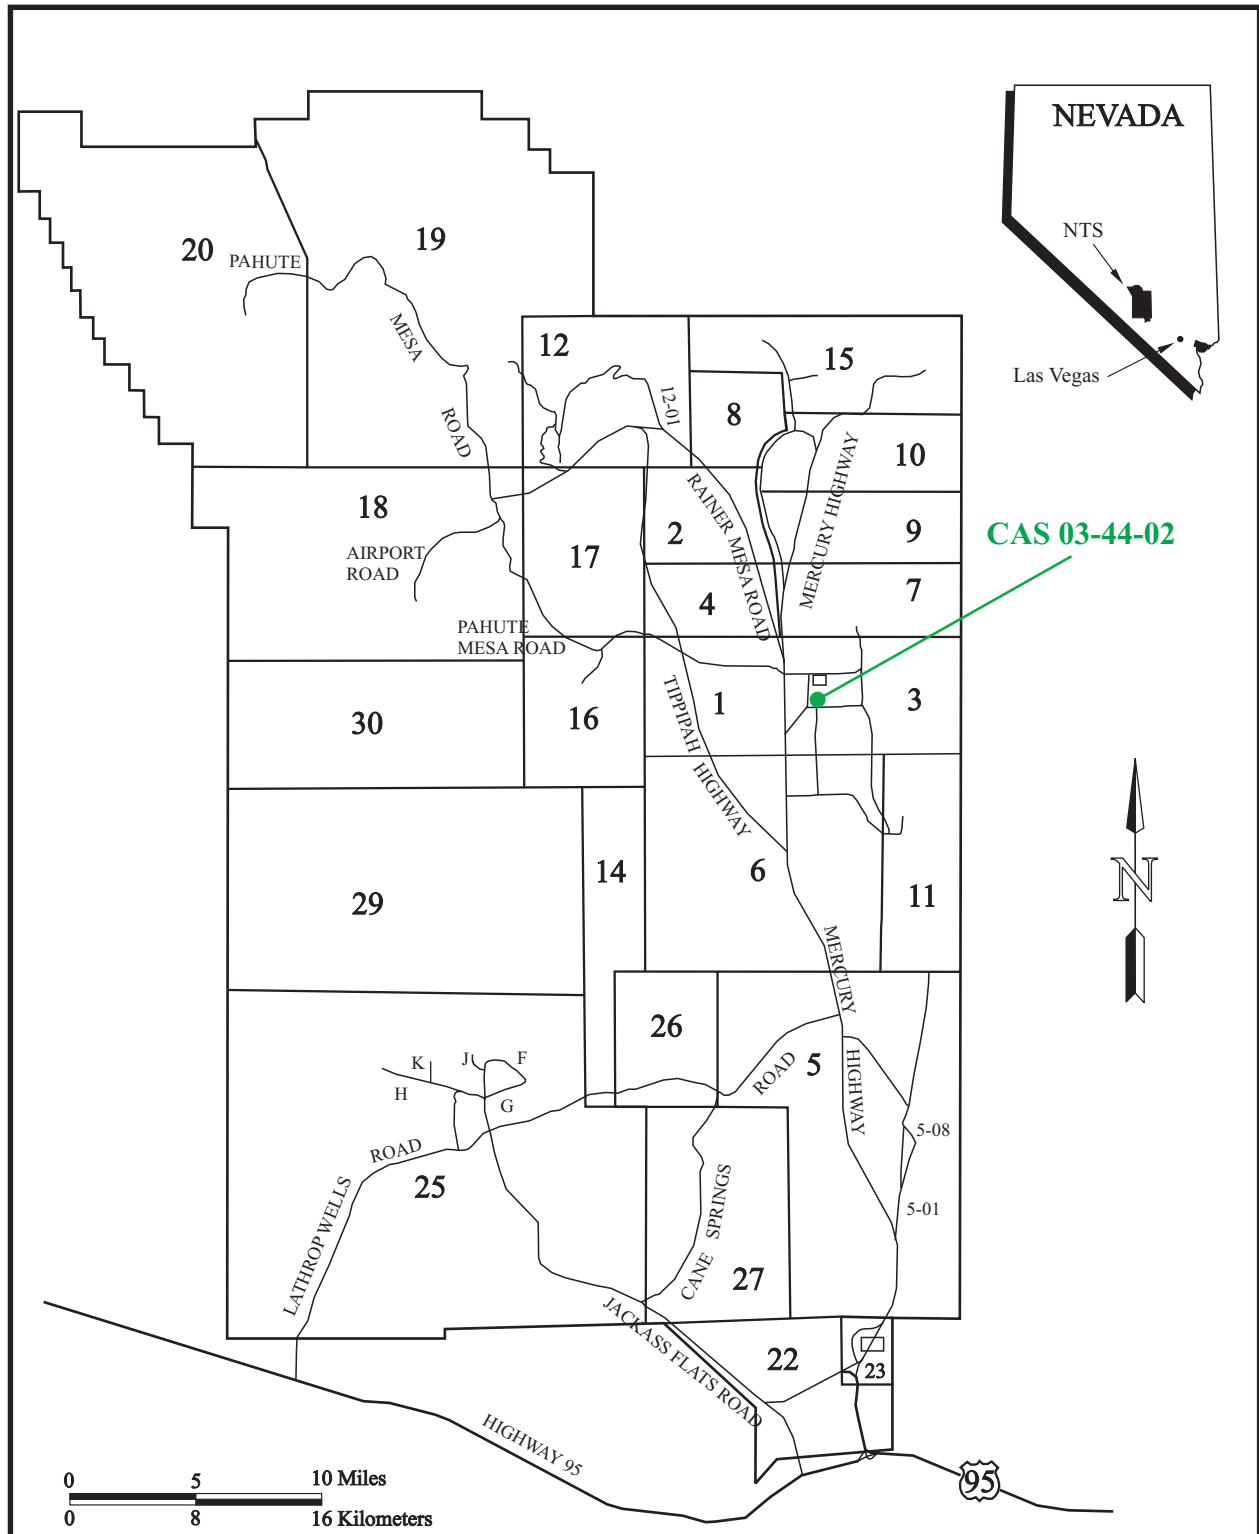 NEVADA
NTS
Las Vegas
20
19
PAHUTE
MESA
ROAD
12
15
12-01
8
10
MERCURY HIGHWAY
RAINER MESA ROAD
18
17
2
9
CAS 03-44-02
AIRPORT
ROAD
4
7
PAHUTE
MESA ROAD
30
16
1
3
TIPPIPAH HIGHWAY
29
14
6
11
N
MERCURY
HIGHWAY
26
5
ROAD
K
J
F
H
G
5-08
ROAD
25
LATHROP WELLS
5-01
CANE SPRINGS
27
JACKASS FLATS ROAD
22
23
HIGHWAY 95
95
0 5 10 Miles
0 8 16 Kilometers